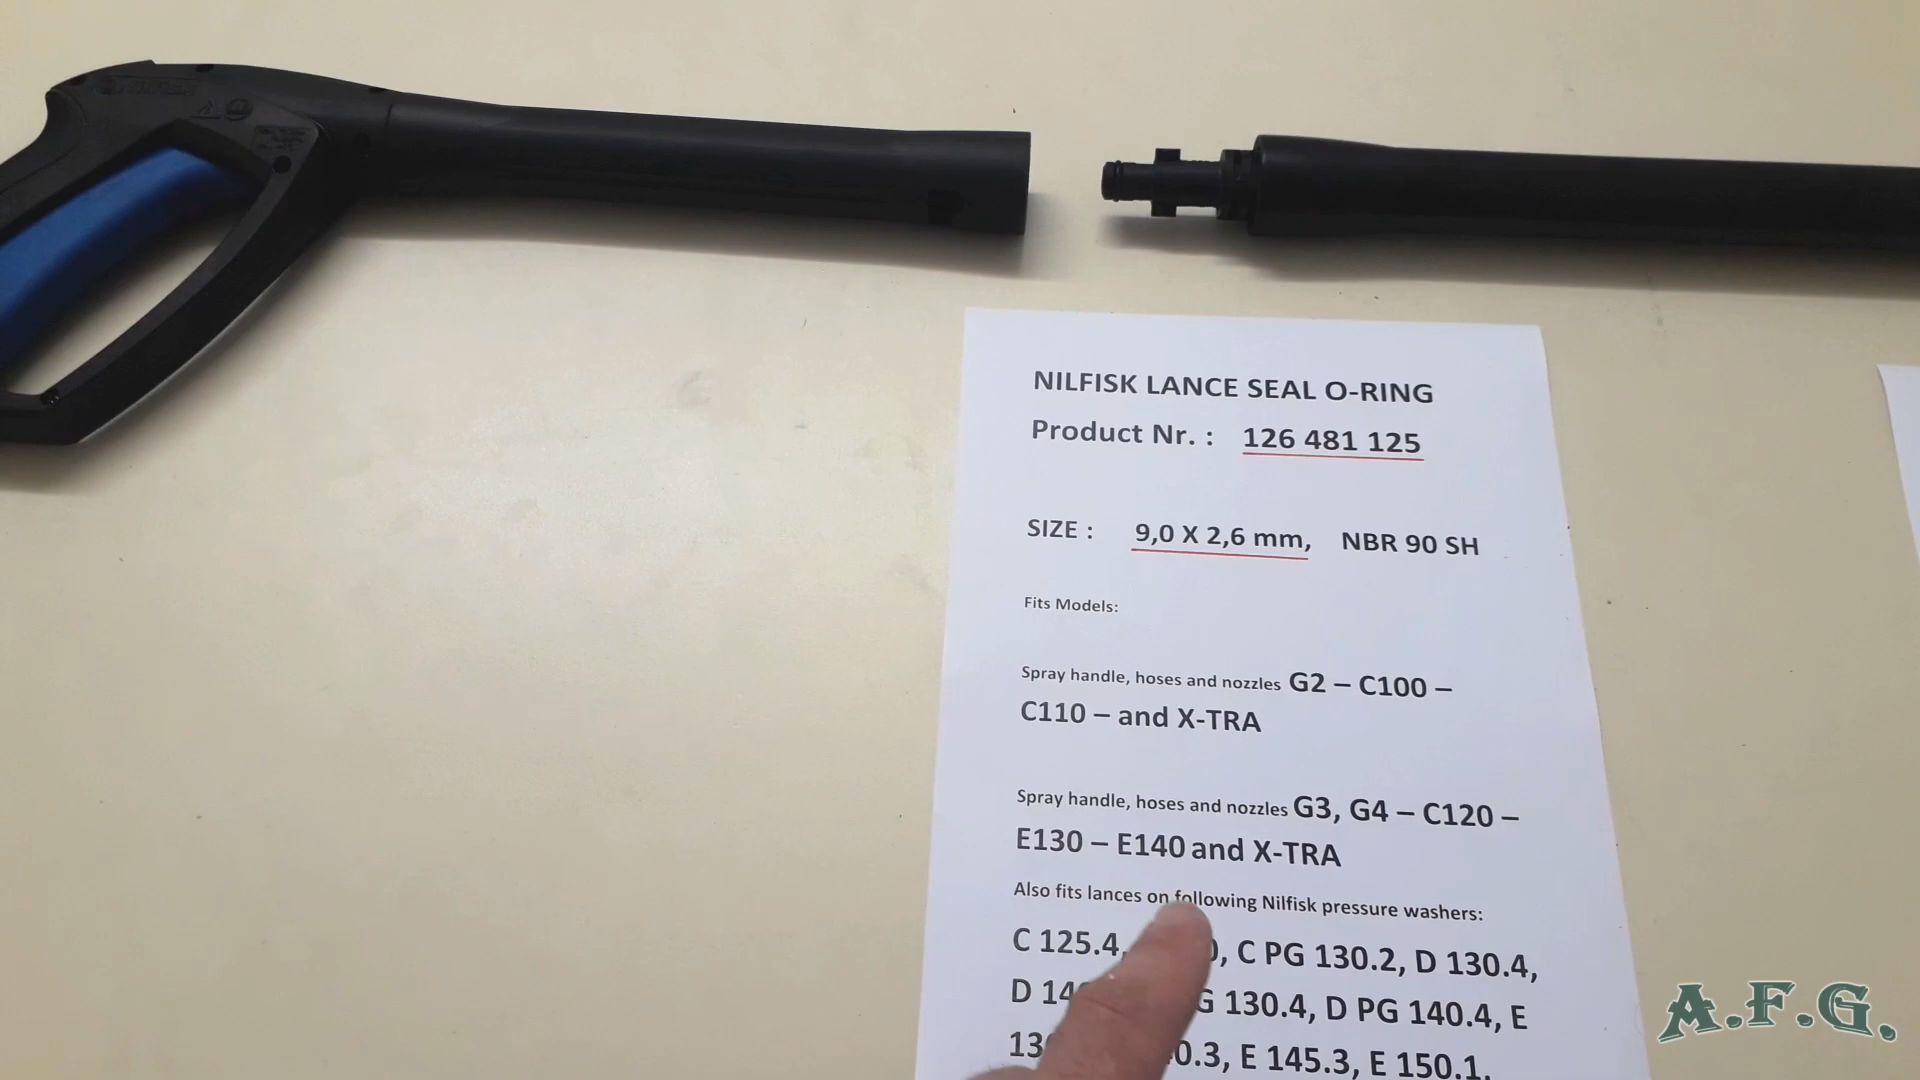 NILFISK LANCE SEAL O-RING
Product Nr. : 126 481 125
SIZE : 9,0 X 2,6 mm, NBR 90 SH
Fits Models:
Spray handle, hoses and nozzles G2 – C100 –
C110 – and X-TRA
Spray handle, hoses and nozzles G3, G4 – C120 –
E130 – E140 and X-TRA
Also fits lances on following Nilfisk pressure washers:
C 125.4, C PG 130.2, D 130.4,
D 130.4, D PG 140.4, E
E 145.3, E 150.1,
A.F.G.